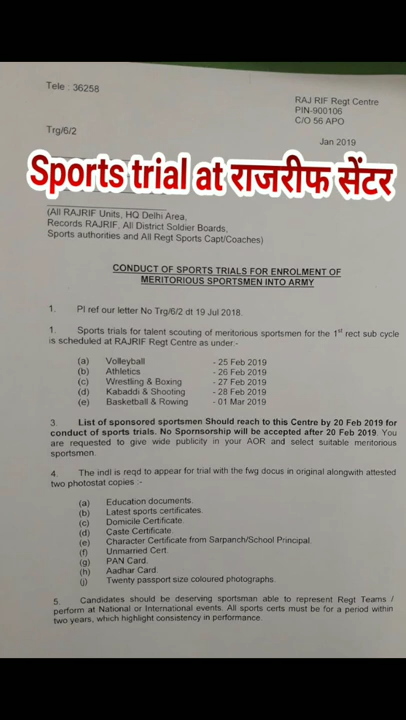 Tele : 36258
RAJ RIF Regt Centre
PIN-900106
C/O 56 APO
Trg/6/2
Jan 2019
Sports trial at राजरीफ सेंटर
(All RAJRIF Units, HQ Delhi Area,
Records RAJRIF, All District Soldier Boards,
Sports authorities and All Regt Sports Capt/Coaches)
CONDUCT OF SPORTS TRIALS FOR ENROLMENT OF
MERITORIOUS SPORTSMEN INTO ARMY
1. Pl ref our letter No Trg/6/2 dt 19 Jul 2018.
1. Sports trials for talent scouting of meritorious sportsmen for the 1st rect sub cycle
is scheduled at RAJRIF Regt Centre as under:-
(a) Volleyball - 25 Feb 2019
(b) Athletics - 26 Feb 2019
(c) Wrestling & Boxing - 27 Feb 2019
(d) Kabaddi & Shooting - 28 Feb 2019
(e) Basketball & Rowing - 01 Mar 2019
3. List of sponsored sportsmen Should reach to this Centre by 20 Feb 2019 for
conduct of sports trials. No Spornsorship will be accepted after 20 Feb 2019. You
are requested to give wide publicity in your AOR and select suitable meritorious
sportsmen.
4. The indl is reqd to appear for trial with the fwg docus in original alongwith attested
two photostat copies :-
(a) Education documents.
(b) Latest sports certificates.
(c) Domicile Certificate.
(d) Caste Certificate.
(e) Character Certificate from Sarpanch/School Principal.
(f) Unmarried Cert.
(g) PAN Card.
(h) Aadhar Card.
(j) Twenty passport size coloured photographs.
5. Candidates should be deserving sportsman able to represent Regt Teams /
perform at National or International events. All sports certs must be for a period within
two years, which highlight consistency in performance.